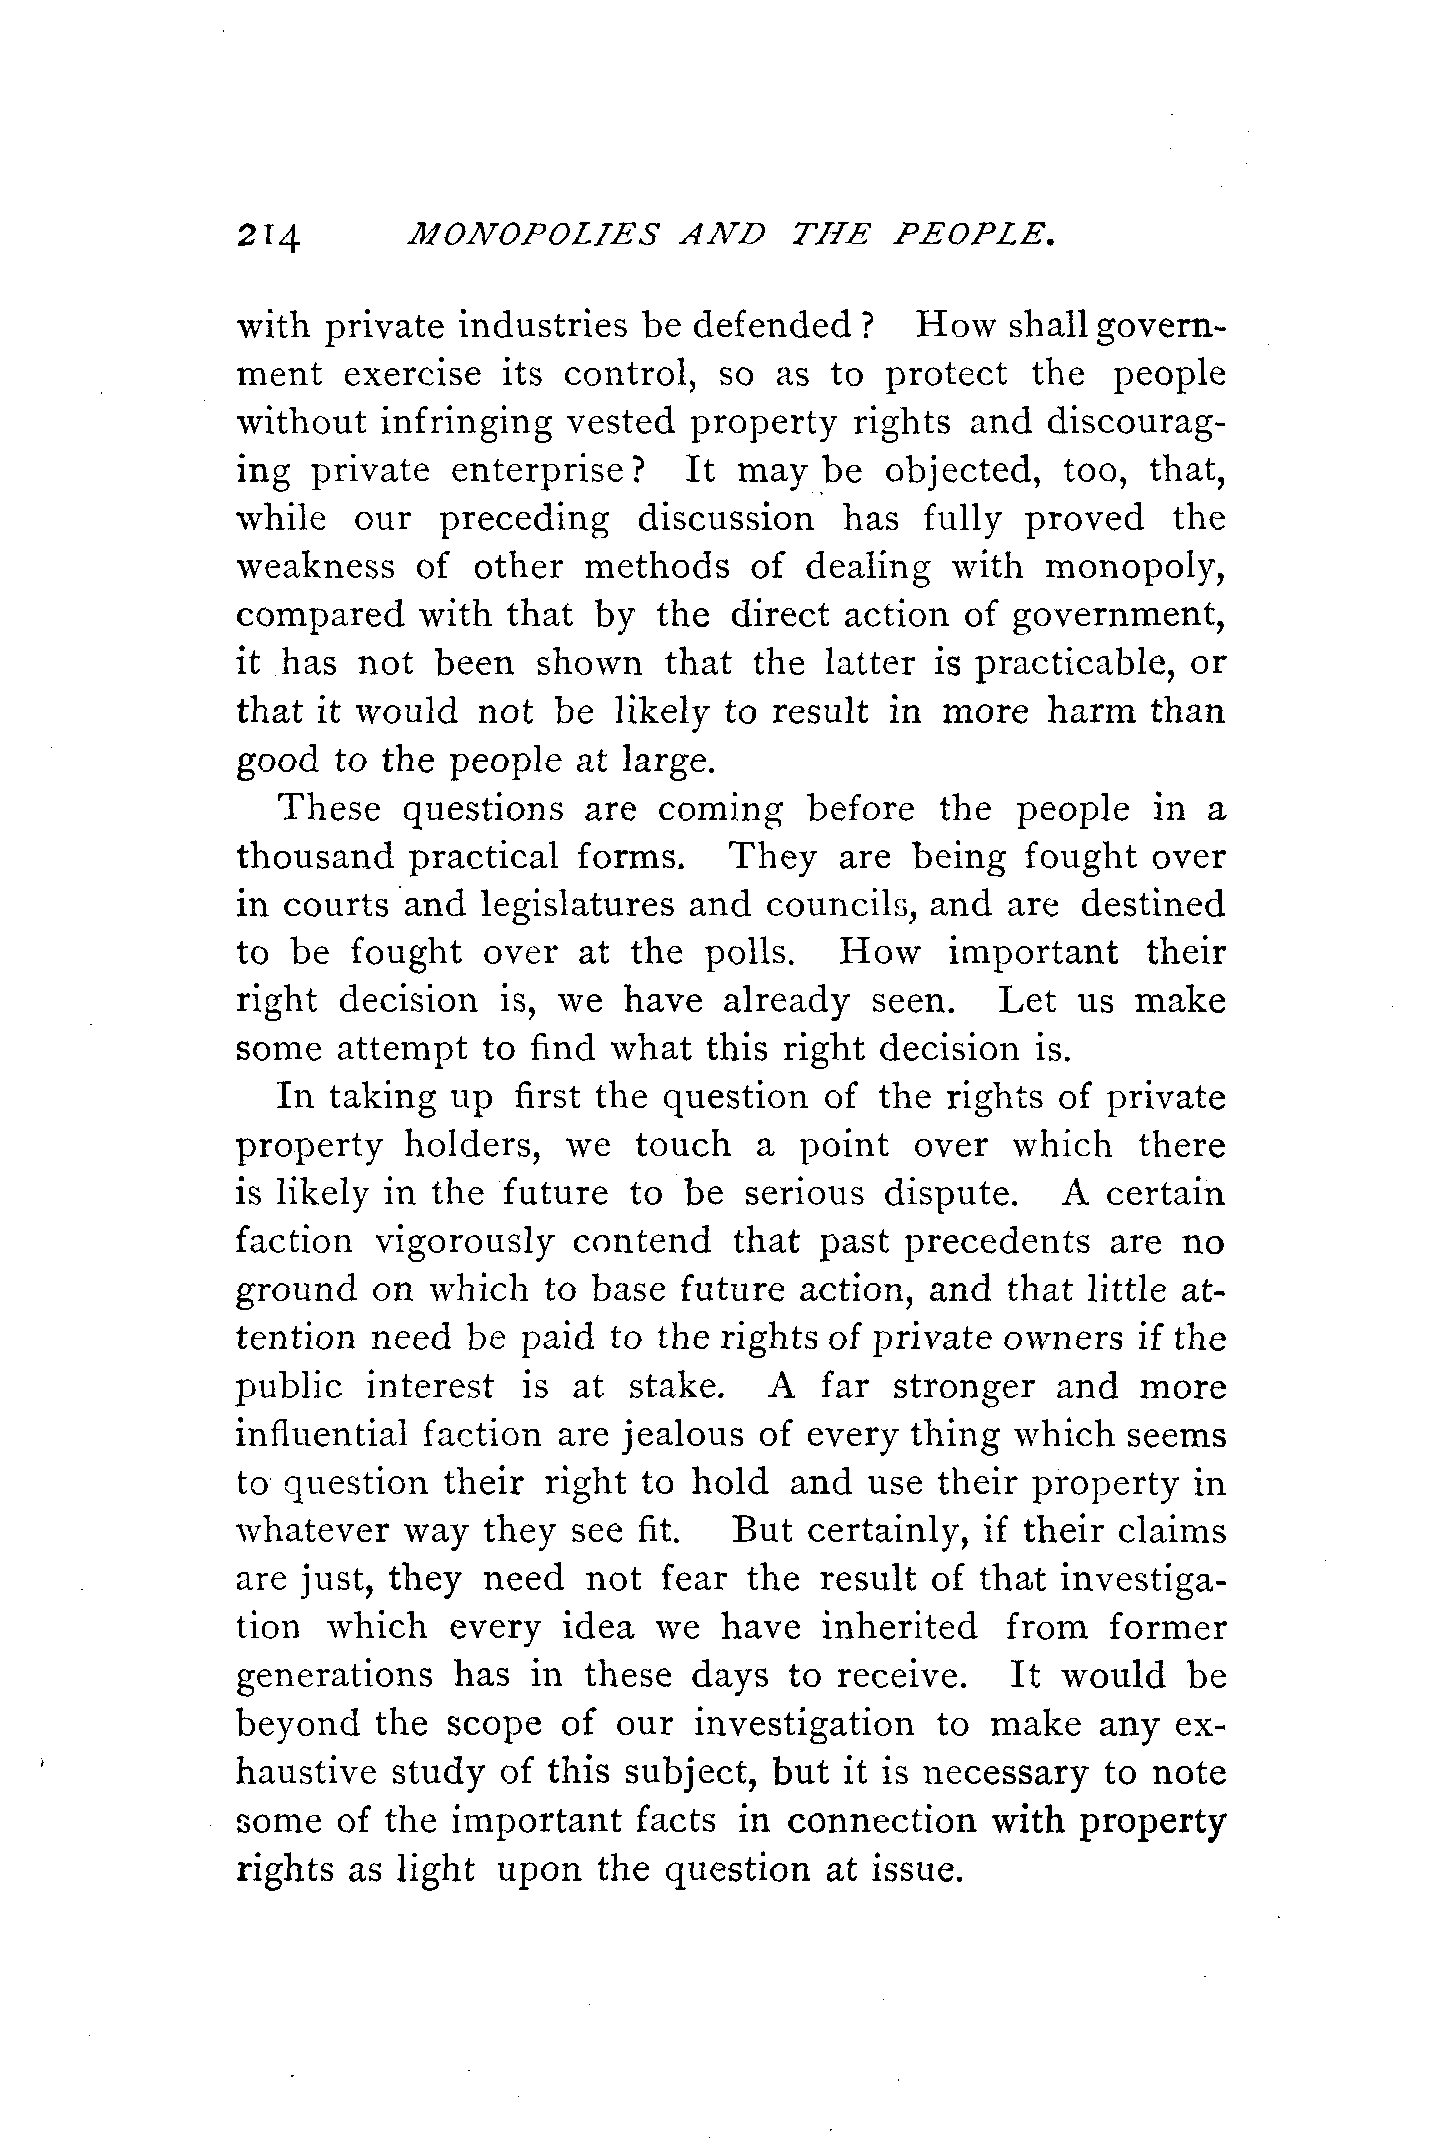 214 MONOPOLIES AND THE PEOPLE.
with private industries be defended? How shall govern-
ment exercise its control, so as to protect the people
without infringing vested property rights and discourag-
ing private enterprise? It may be objected, too, that,
while our preceding discussion has fully proved the
weakness of other methods of dealing with monopoly,
compared with that by the direct action of government,
it has not been shown that the latter is practicable, or
that it would not be likely to result in more harm than
good to the people at large.
These questions are coming before the people in a
thousand practical forms. They are being fought over
in courts and legislatures and councils, and are destined
to be fought over at the polls. How important their
right decision is, we have already seen. Let us make
some attempt to find what this right decision is.
In taking up first the question of the rights of private
property holders, we touch a point over which there
is likely in the future to be serious dispute. A certain
faction vigorously contend that past precedents are no
ground on which to base future action, and that little at-
tention need be paid to the rights of private owners if the
public interest is at stake. A far stronger and more
influential faction are jealous of every thing which seems
to question their right to hold and use their property in
whatever way they see fit. But certainly, if their claims
are just, they need not fear the result of that investiga-
tion which every idea we have inherited from former
generations has in these days to receive. It would be
beyond the scope of our investigation to make any ex-
haustive study of this subject, but it is necessary to note
some of the important facts in connection with property
rights as light upon the question at issue.